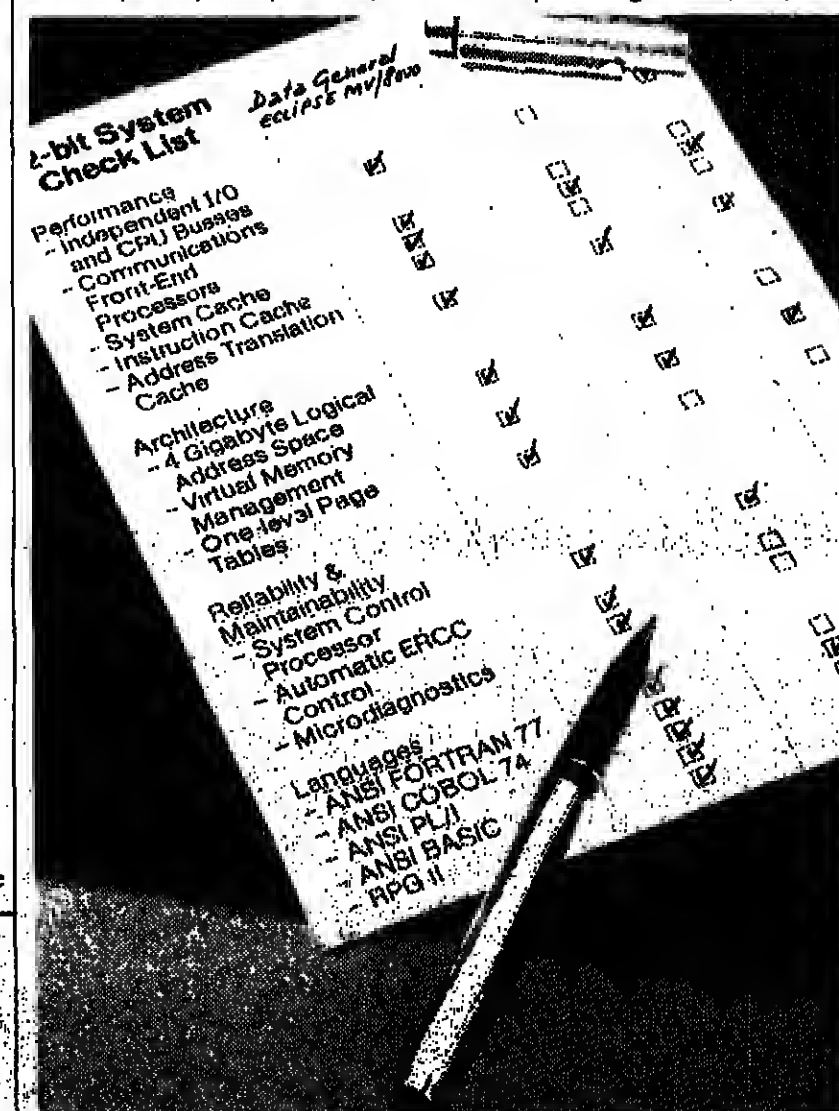 Data General
ECLIPSE MV/8000
-bit System
Check List
Performance
- Independent I/O
and CPU Busses
- Communications
Front-End
Processors
- System Cache
- Instruction Cache
- Address Translation
Cache
Architecture
- 4 Gigabyte Logical
Address Space
- Virtual Memory
Management
- One-level Page
Tables
Reliability &
Maintainability
- System Control
Processor
- Automatic ERCC
Control
- Microdiagnostics
Languages
- ANSI FORTRAN 77
- ANSI COBOL 74
- ANSI PL/I
- ANSI BASIC
- RPG II